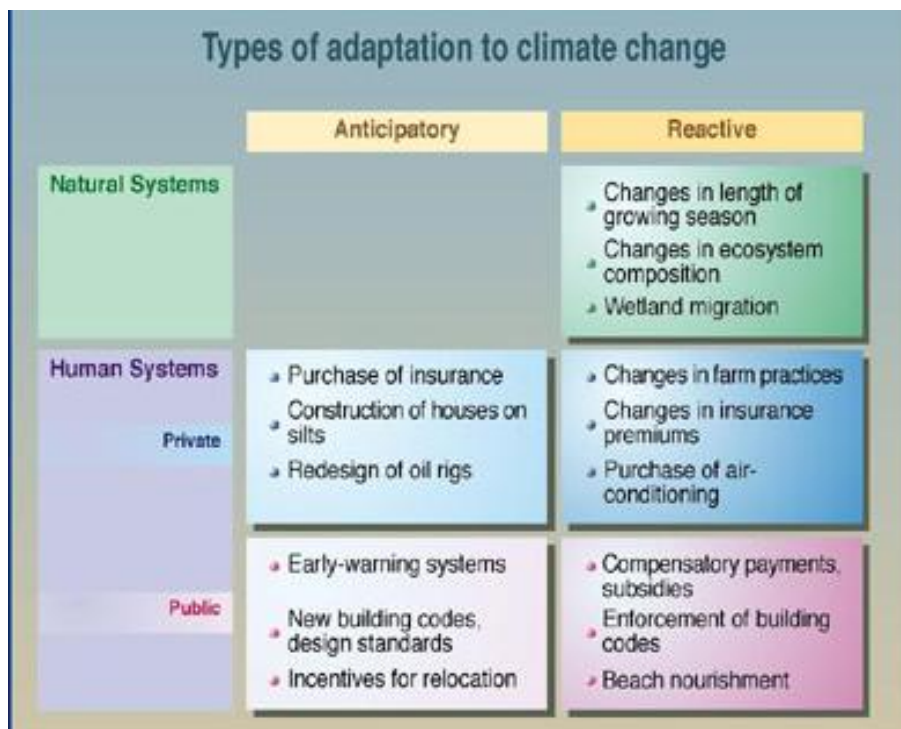 Types of adaptation to climate change
Anticipatory
Reactive
Natural Systems
Changes in length of
growing season
Changes in ecosystem
composition
Wetland migration
Human Systems
Private
Purchase of insurance
Construction of houses on
silts
Redesign of oil rigs
Changes in farm practices
Changes in insurance
premiums
Purchase of air-
conditioning
Public
Early-warning systems
New building codes,
design standards
Incentives for relocation
Compensatory payments,
subsidies
Enforcement of building
codes
Beach nourishment